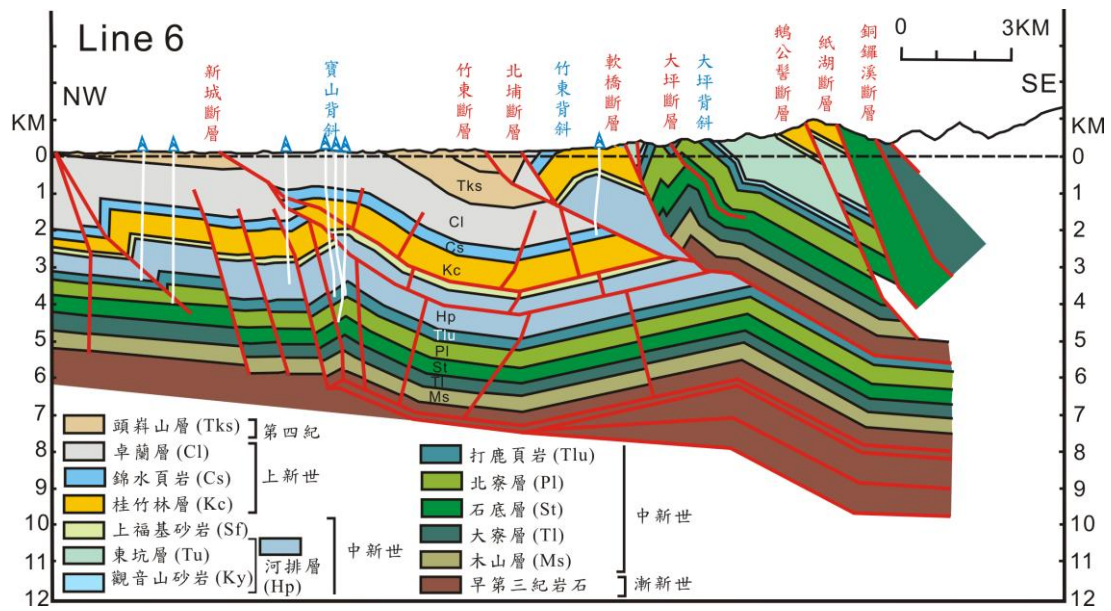 Line 6
新城斷層
寶山背斜
竹東斷層
北埔斷層
竹東背斜
軟橋斷層
大坪斷層
大坪背斜
鵝公髻斷層
紙湖斷層
銅鑼溪斷層
0 3KM
NW
SE
KM
KM
0
1
2
3
4
5
6
7
8
9
10
11
12
0
1
2
3
4
5
6
7
8
9
10
11
12
Tks
Cl
Cs
Kc
Hp
Tlu
Pl
St
Tl
Ms
頭嵙山層 (Tks)
第四紀
卓蘭層 (Cl)
錦水頁岩 (Cs)
桂竹林層 (Kc)
上新世
上福基砂岩 (Sf)
東坑層 (Tu)
觀音山砂岩 (Ky)
河排層
(Hp)
中新世
打鹿頁岩 (Tlu)
北寮層 (Pl)
石底層 (St)
大寮層 (Tl)
木山層 (Ms)
中新世
早第三紀岩石
漸新世